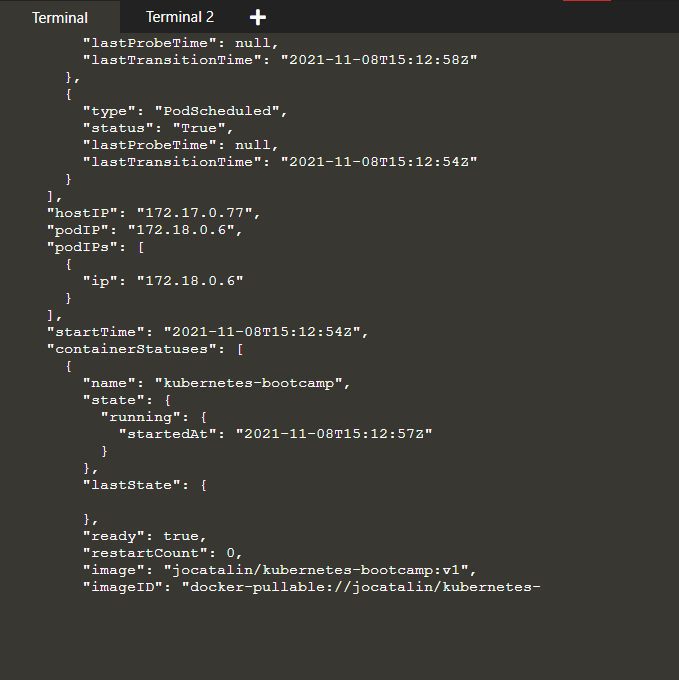 Terminal Terminal 2 +
"lastProbeTime": null,
"lastTransitionTime": "2021-11-08T15:12:58Z"
},
{
"type": "PodScheduled",
"status": "True",
"lastProbeTime": null,
"lastTransitionTime": "2021-11-08T15:12:54Z"
}
],
"hostIP": "172.17.0.77",
"podIP": "172.18.0.6",
"podIPs": [
{
"ip": "172.18.0.6"
}
],
"startTime": "2021-11-08T15:12:54Z",
"containerStatuses": [
{
"name": "kubernetes-bootcamp",
"state": {
"running": {
"startedAt": "2021-11-08T15:12:57Z"
}
},
"lastState": {
},
"ready": true,
"restartCount": 0,
"image": "jocatalin/kubernetes-bootcamp:v1",
"imageID": "docker-pullable://jocatalin/kubernetes-